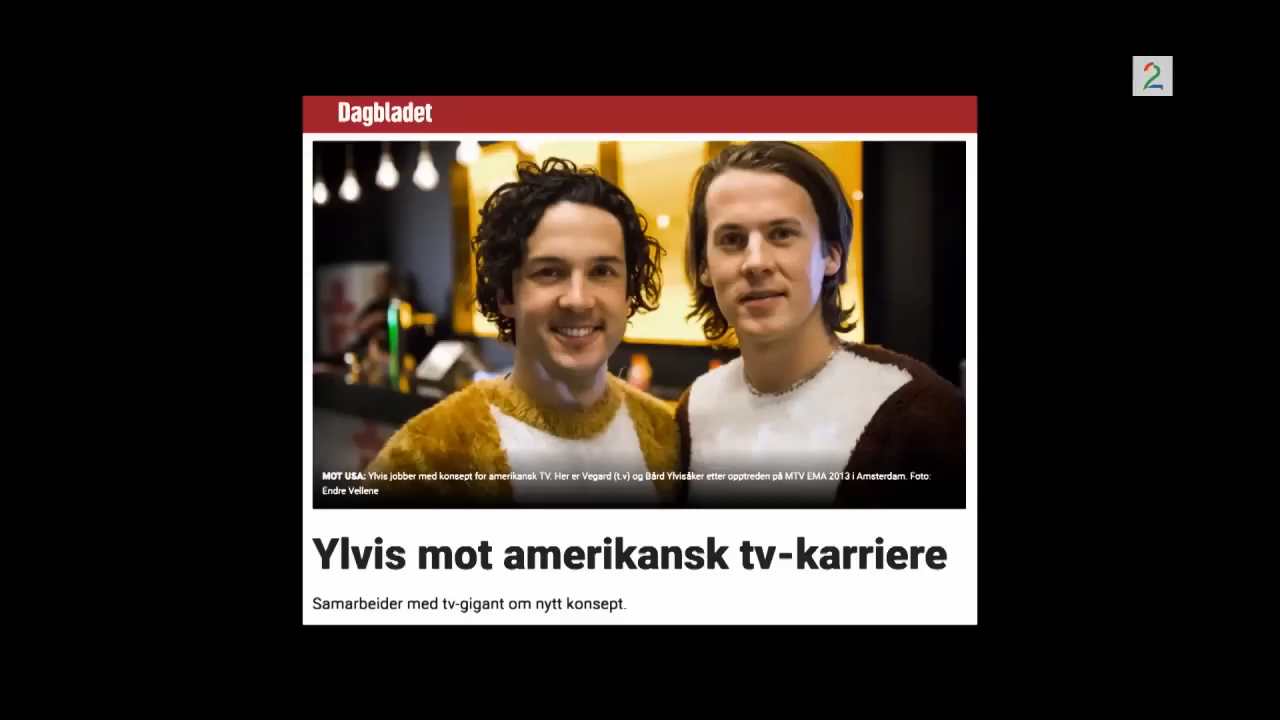 2
Dagbladet
MOT USA: Ylvis jobber med konsept for amerikansk TV. Her er Vegard (t.v) og Bård Ylvisåker etter opptreden på MTV EMA 2013 i Amsterdam. Foto:
Endre Vellene
Ylvis mot amerikansk tv-karriere
Samarbeider med tv-gigant om nytt konsept.